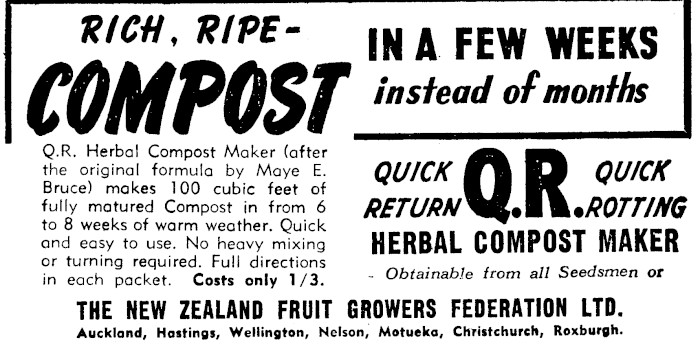 RICH, RIPE-
COMPOST
IN A FEW WEEKS
instead of months
Q.R. Herbal Compost Maker (after
the original formula by Maye E.
Bruce) makes 100 cubic feet of
fully matured Compost in from 6
to 8 weeks of warm weather. Quick
and easy to use. No heavy mixing
or turning required. Full directions
in each packet. Costs only 1/3.
QUICK RETURN Q.R. QUICK ROTTING
HERBAL COMPOST MAKER
Obtainable from all Seedsmen or
THE NEW ZEALAND FRUIT GROWERS FEDERATION LTD.
Auckland, Hastings, Wellington, Nelson, Motueka, Christchurch, Roxburgh.